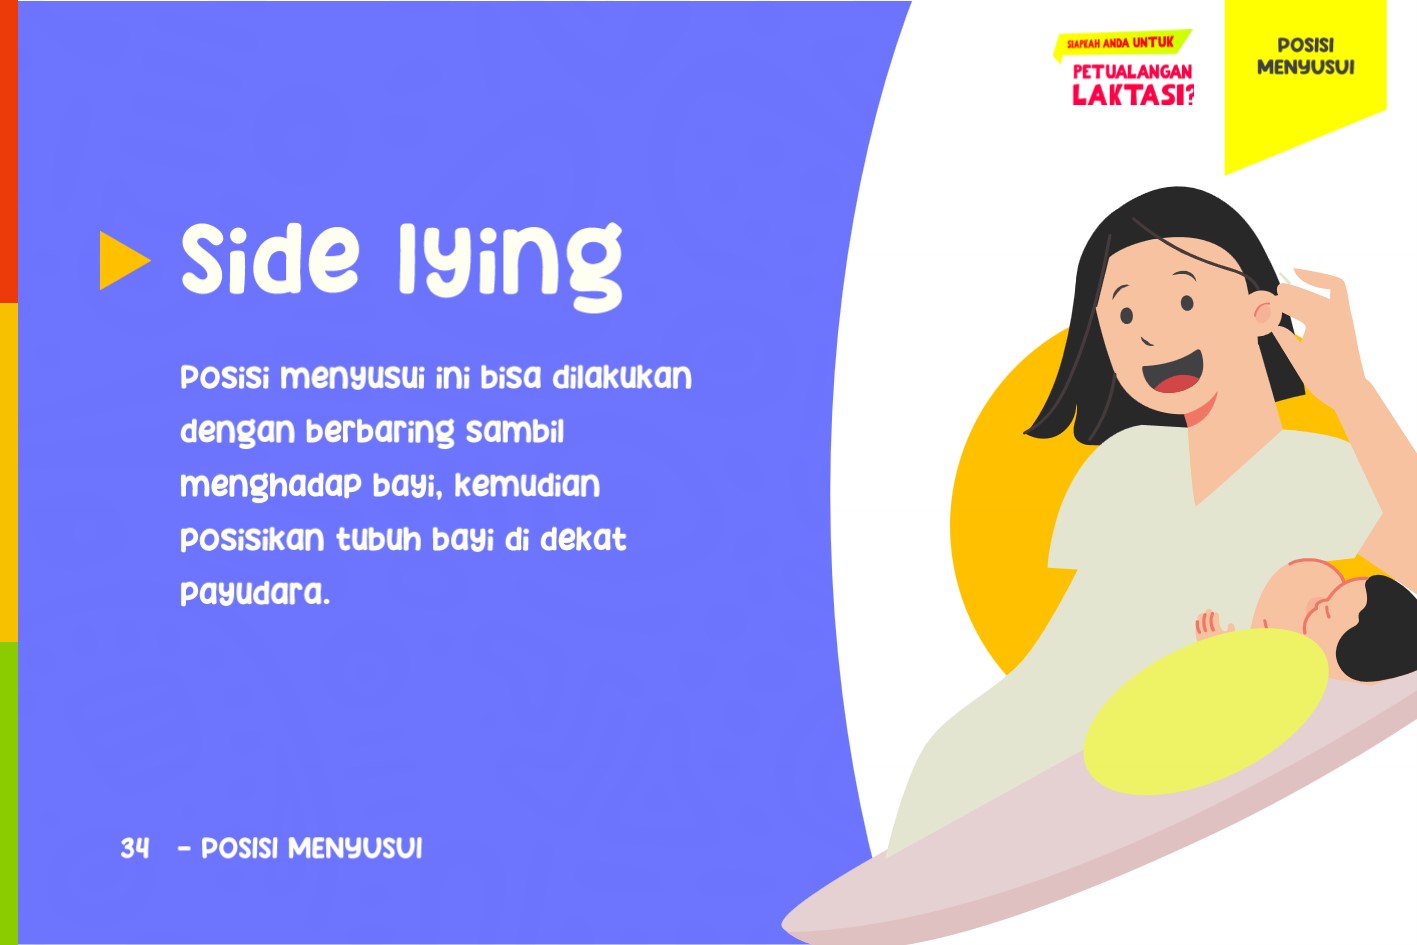 SIAPKAH ANDA UNTUK
PETUALANGAN
LAKTASI?
POSISI
MENYUSUI
Side lying
Posisi menyusui ini bisa dilakukan
dengan berbaring sambil
menghadap bayi, kemudian
posisikan tubuh bayi di dekat
payudara.
34 - POSISI MENYUSUI